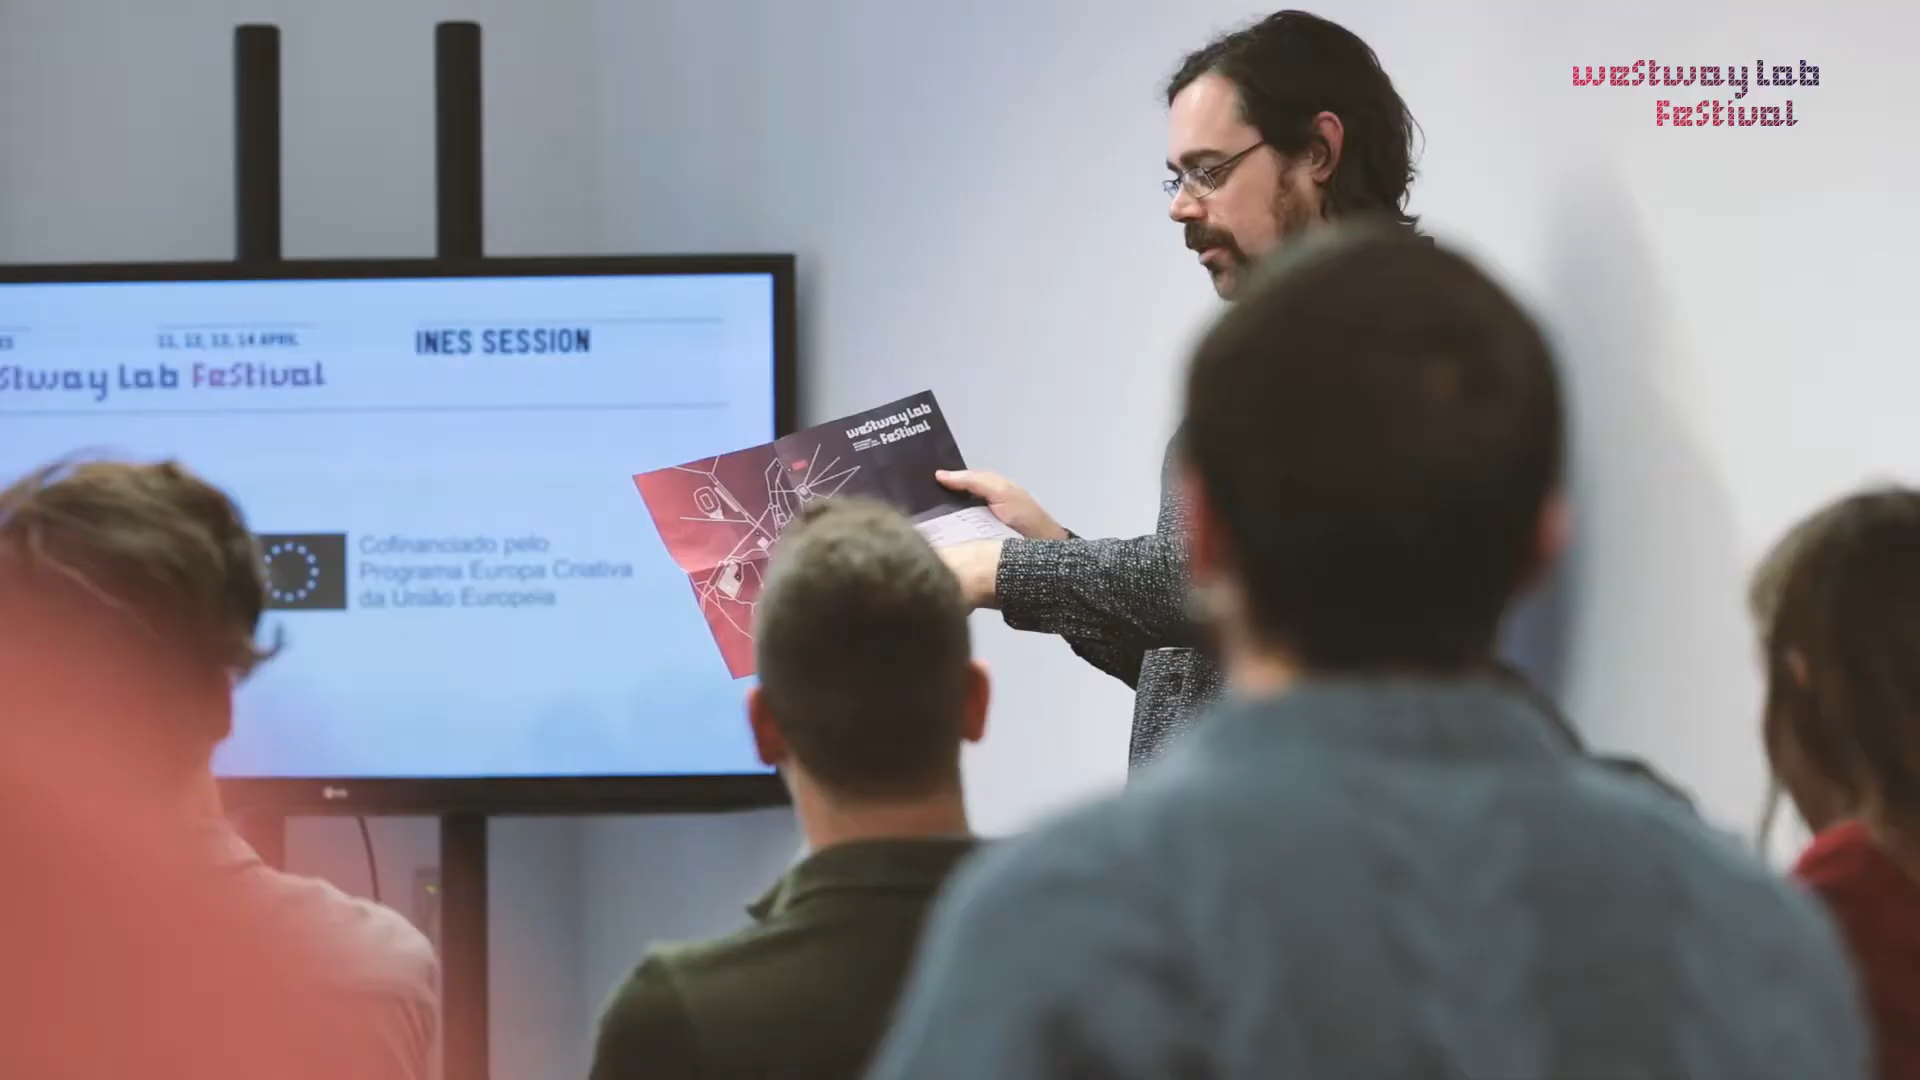 westway lab
Festival
11, 12, 13, 14 APRIL
INES SESSION
stway Lab Festival
westway lab
Festival
Cofinanciado pelo
Programa Europa Criativa
da União Europeia
LG